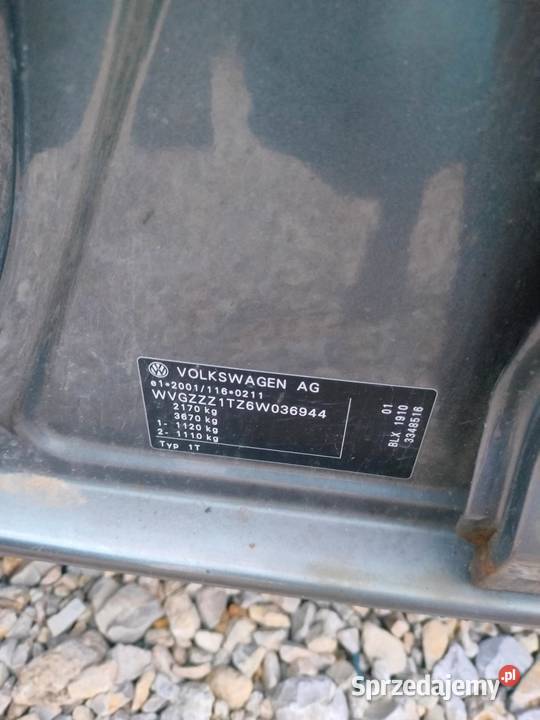 VOLKSWAGEN AG
e1*2001/116*0211
WVGZZZ1TZ6W036944
2170 kg
3670 kg
1- 1120 kg
2- 1110 kg
Typ 1T
01
BLX 1910
3348516
Sprzedajemy.pl